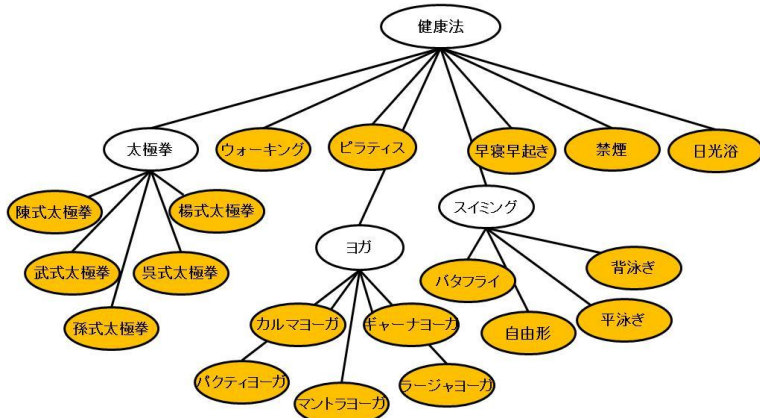 健康法
太極拳
ウォーキング
ピラティス
早寝早起き
禁煙
日光浴
陳式太極拳
楊式太極拳
スイミング
武式太極拳
呉式太極拳
ヨガ
バタフライ
背泳ぎ
孫式太極拳
カルマヨーガ
ギャーナヨーガ
自由形
平泳ぎ
バクティヨーガ
マントラヨーガ
ラージャヨーガ